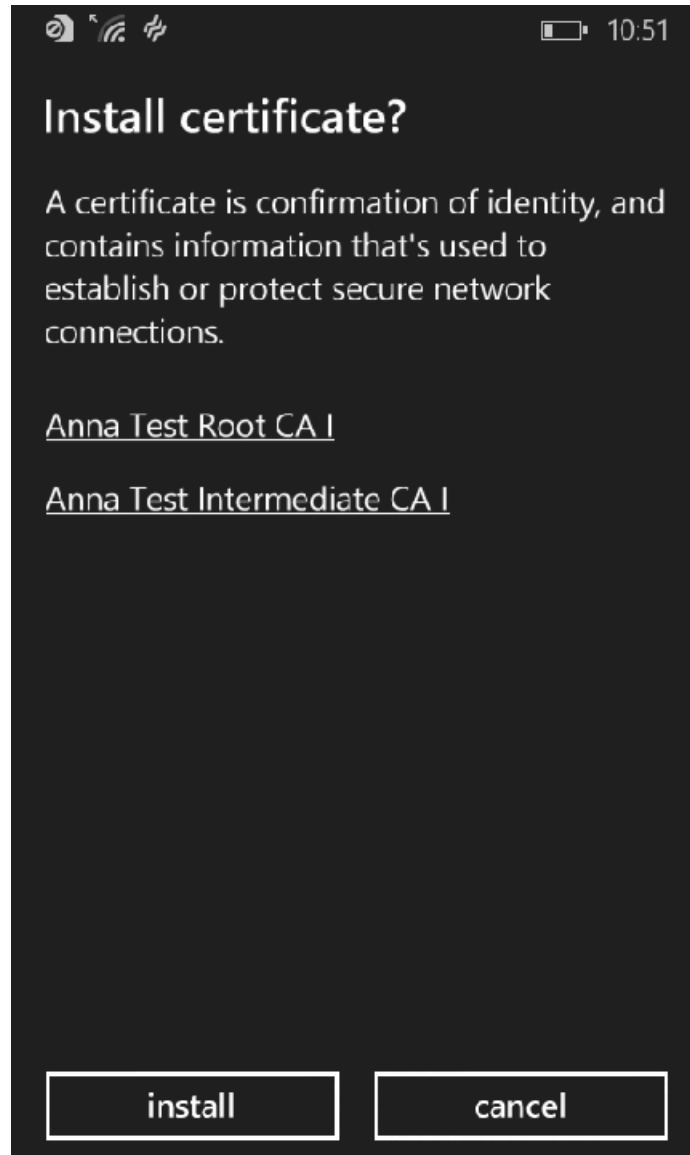 10:51
Install certificate?
A certificate is confirmation of identity, and
contains information that's used to
establish or protect secure network
connections.
Anna Test Root CA I
Anna Test Intermediate CA I
install
cancel